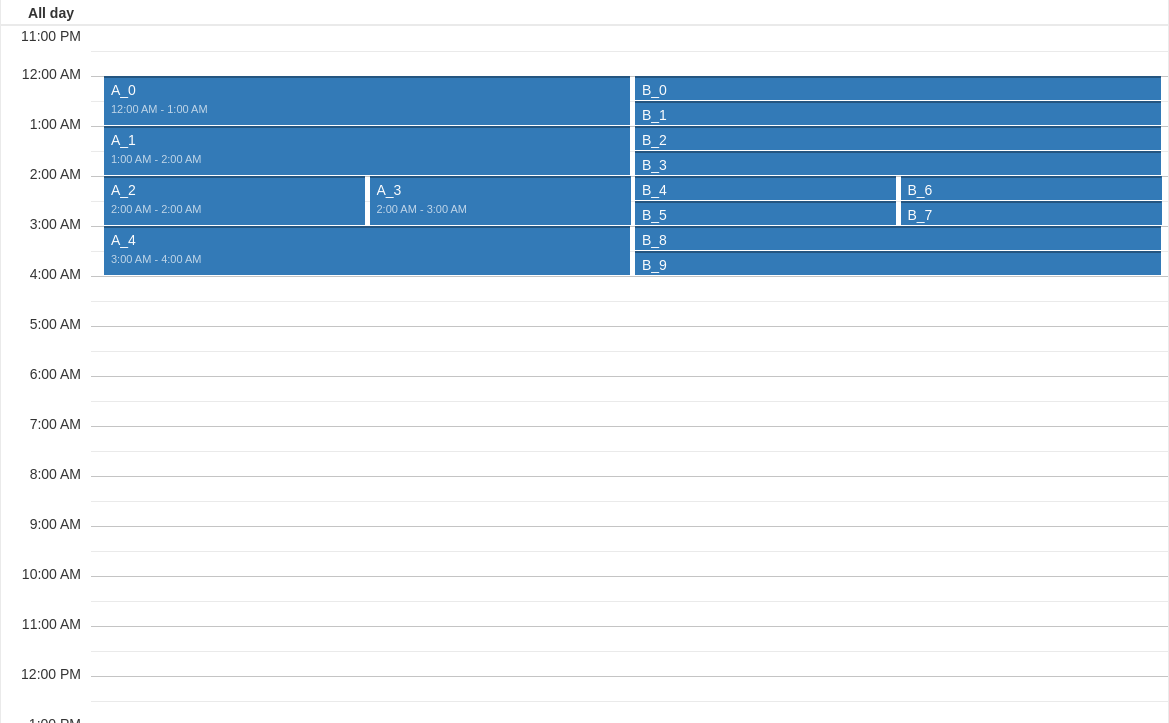 All day
11:00 PM
12:00 AM
A_0
12:00 AM - 1:00 AM
B_0
B_1
1:00 AM
A_1
1:00 AM - 2:00 AM
B_2
B_3
2:00 AM
A_2
2:00 AM - 2:00 AM
A_3
2:00 AM - 3:00 AM
B_4
B_6
B_5
B_7
3:00 AM
A_4
3:00 AM - 4:00 AM
B_8
B_9
4:00 AM
5:00 AM
6:00 AM
7:00 AM
8:00 AM
9:00 AM
10:00 AM
11:00 AM
12:00 PM
1:00 PM